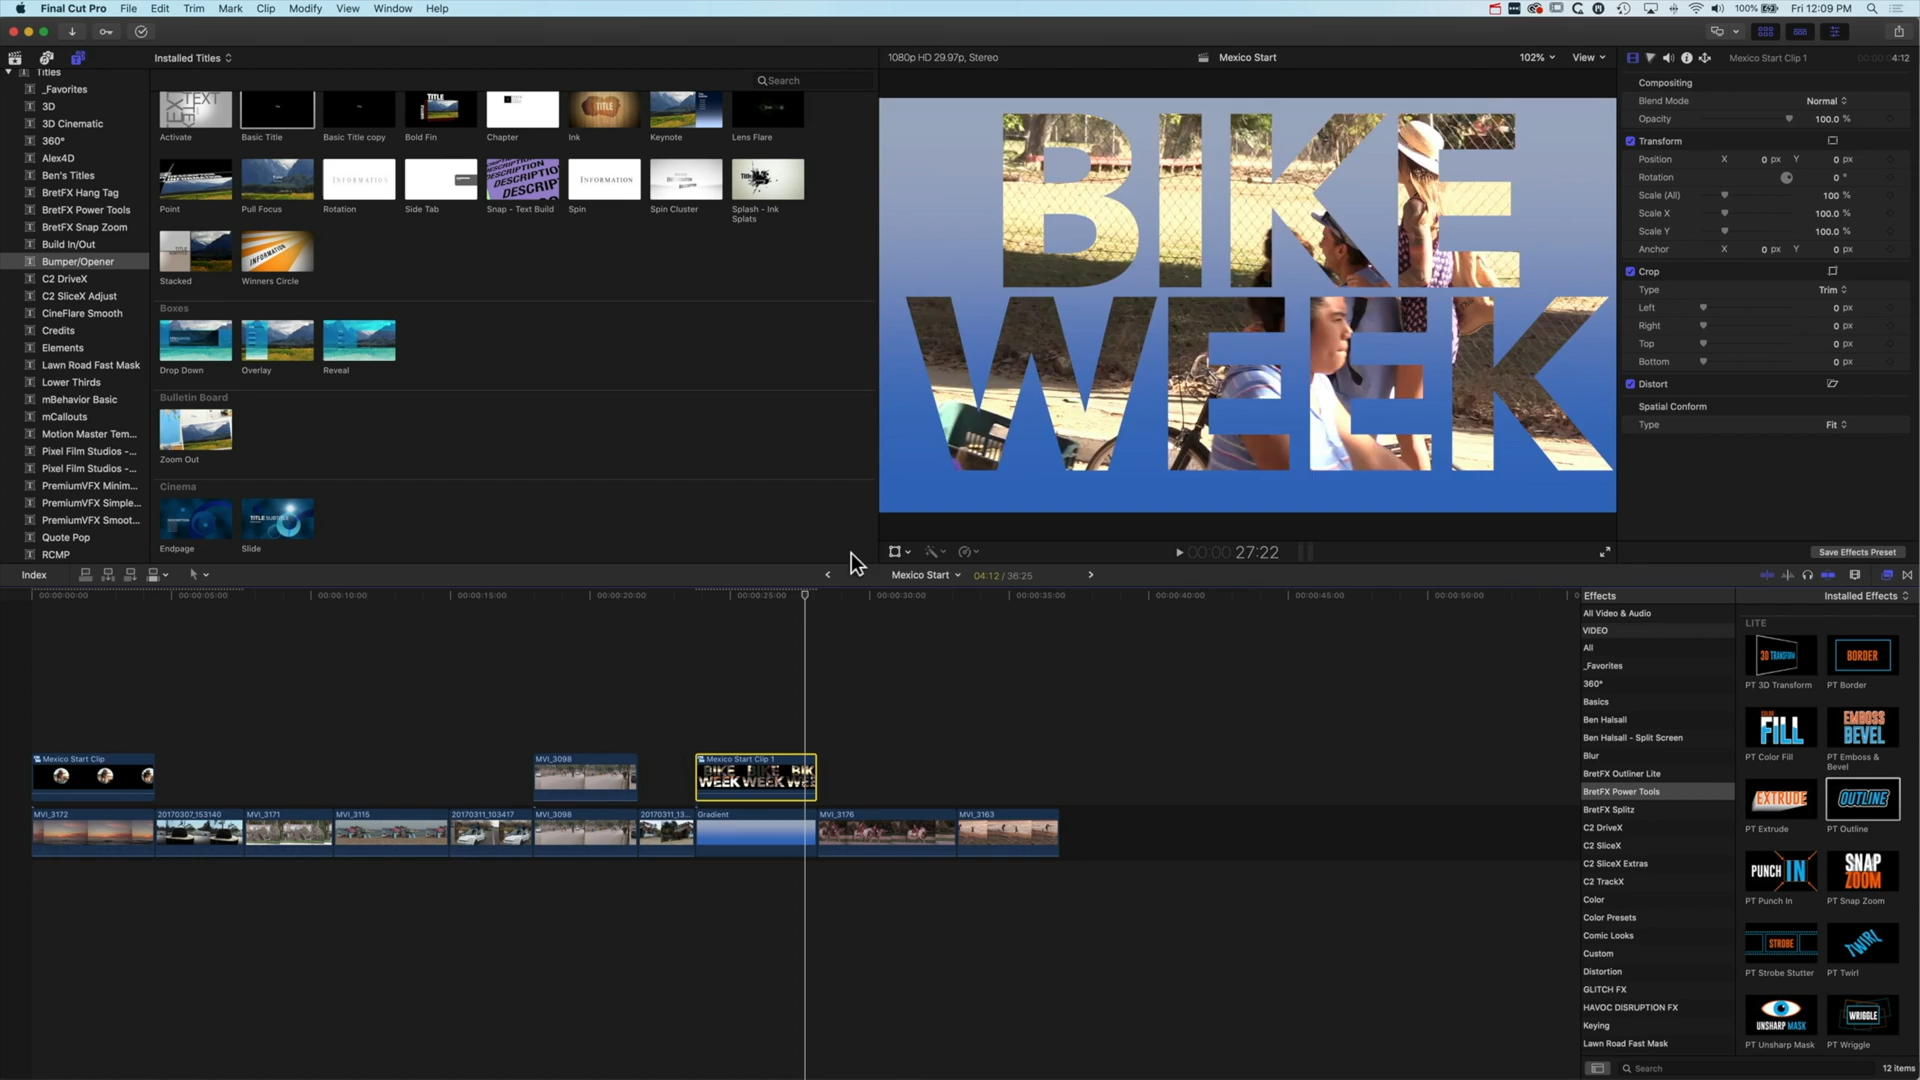 Final Cut Pro File Edit Trim Mark Clip Modify View Window Help
100% Fri 12:09 PM
Installed Titles
1080p HD 29.97p, Stereo
Mexico Start
102% View
Mexico Start Clip 1
4:12
Titles
_Favorites
3D
3D Cinematic
360°
Alex4D
Ben's Titles
BretFX Hang Tag
BretFX Power Tools
BretFX Snap Zoom
Build In/Out
Bumper/Opener
C2 DriveX
C2 SliceX Adjust
CineFlare Smooth
Credits
Elements
Lawn Road Fast Mask
Lower Thirds
mBehavior Basic
mCallouts
Motion Master Tem...
Pixel Film Studios -...
Pixel Film Studios -...
PremiumVFX Minim...
PremiumVFX Simple...
PremiumVFX Smoot...
Quote Pop
RCMP
Search
Activate Basic Title Basic Title copy Bold Fin Chapter Ink Keynote Lens Flare
Point Pull Focus Rotation Side Tab Snap - Text Build Spin Spin Cluster Splash - Ink Splats
Stacked Winners Circle
Boxes
Drop Down Overlay Reveal
Bulletin Board
Zoom Out
Cinema
Endpage Slide
BIKE
WEEK
00:00 27:22
Compositing
Blend Mode Normal
Opacity 100.0 %
Transform
Position X 0 px Y 0 px
Rotation 0 °
Scale (All) 100 %
Scale X 100.0 %
Scale Y 100.0 %
Anchor X 0 px Y 0 px
Crop
Type Trim
Left 0 px
Right 0 px
Top 0 px
Bottom 0 px
Distort
Spatial Conform
Type Fit
Save Effects Preset
Index
Mexico Start 04:12 / 36:25
00:00:00:00 00:00:05:00 00:00:10:00 00:00:15:00 00:00:20:00 00:00:25:00 00:00:30:00 00:00:35:00 00:00:40:00 00:00:45:00 00:00:50:00
Mexico Start Clip
MVI_3098
Mexico Start Clip 1
MVI_3172 20170307_153140 MVI_3171 MVI_3115 20170311_103417 MVI_3098 20170311_13... Gradient MVI_3176 MVI_3163
Effects
Installed Effects
All Video & Audio
VIDEO
All
_Favorites
360°
Basics
Ben Halsall
Ben Halsall - Split Screen
Blur
BretFX Outliner Lite
BretFX Power Tools
BretFX Splitz
C2 DriveX
C2 SliceX
C2 SliceX Extras
C2 TrackX
Color
Color Presets
Comic Looks
Custom
Distortion
GLITCH FX
HAVOC DISRUPTION FX
Keying
Lawn Road Fast Mask
LITE
3D TRANSFORM BORDER
PT 3D Transform PT Border
COLOR FILL EMBOSS BEVEL
PT Color Fill PT Emboss & Bevel
EXTRUDE OUTLINE
PT Extrude PT Outline
PUNCH IN SNAP ZOOM
PT Punch In PT Snap Zoom
STROBE TWIRL
PT Strobe Stutter PT Twirl
UNSHARP MASK WRIGGLE
PT Unsharp Mask PT Wriggle
Search
12 items